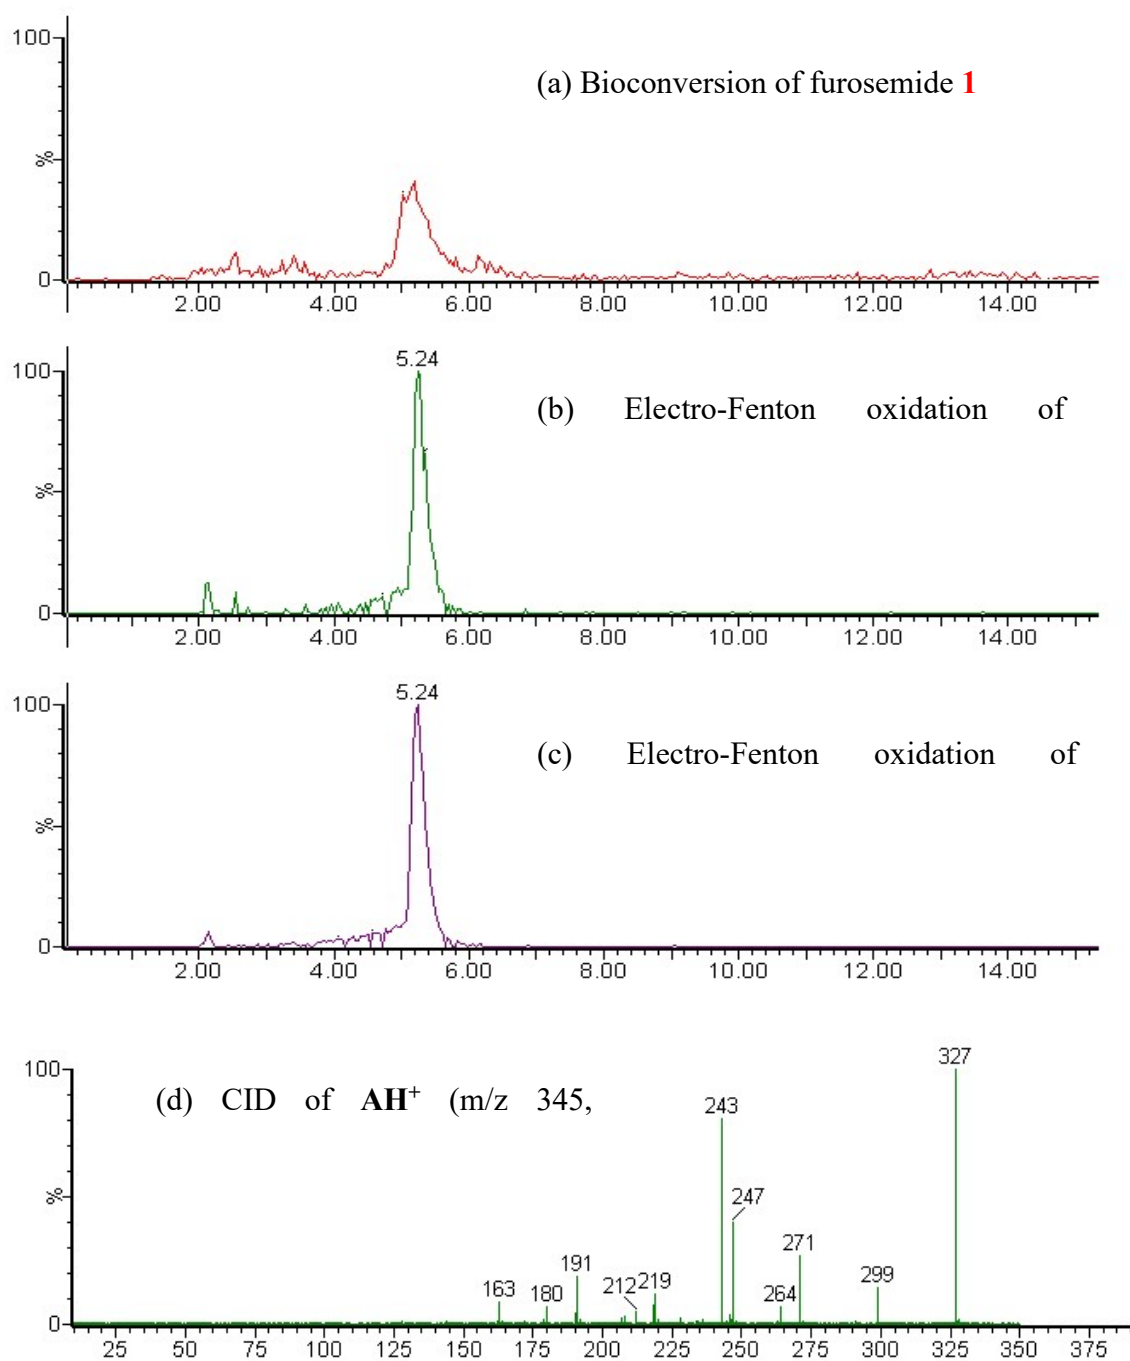 100
(a) Bioconversion of furosemide 1
%
0
2.00 4.00 6.00 8.00 10.00 12.00 14.00
5.24
100
(b) Electro-Fenton oxidation of
%
0
2.00 4.00 6.00 8.00 10.00 12.00 14.00
5.24
100
(c) Electro-Fenton oxidation of
%
0
2.00 4.00 6.00 8.00 10.00 12.00 14.00
327
100
(d) CID of AH+ (m/z 345,
243
%
247
271
191
299
163 180 212 219 264
0
25 50 75 100 125 150 175 200 225 250 275 300 325 350 375